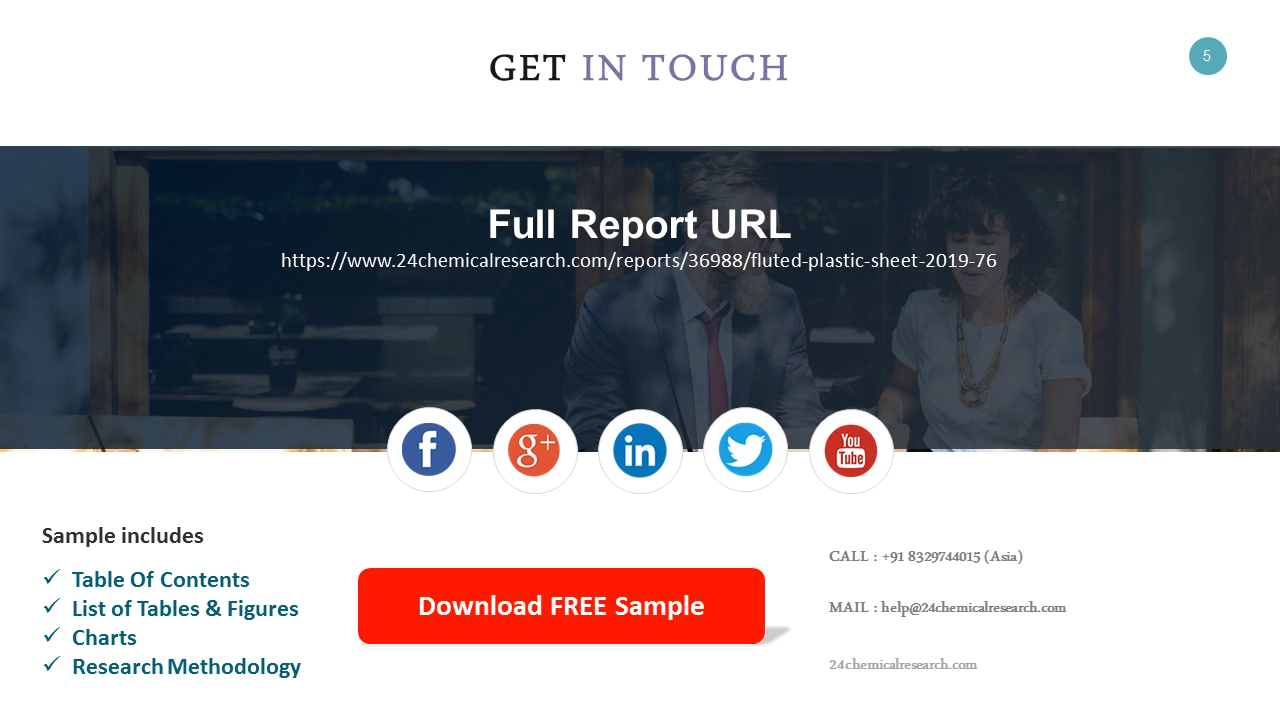 GET IN TOUCH
5
Full Report URL
https://www.24chemicalresearch.com/reports/36988/fluted-plastic-sheet-2019-76
f
g+
in
You
Tube
Sample includes
✓ Table Of Contents
✓ List of Tables & Figures
✓ Charts
✓ Research Methodology
Download FREE Sample
CALL : +91 8329744015 (Asia)
MAIL : help@24chemicalresearch.com
24chemicalresearch.com